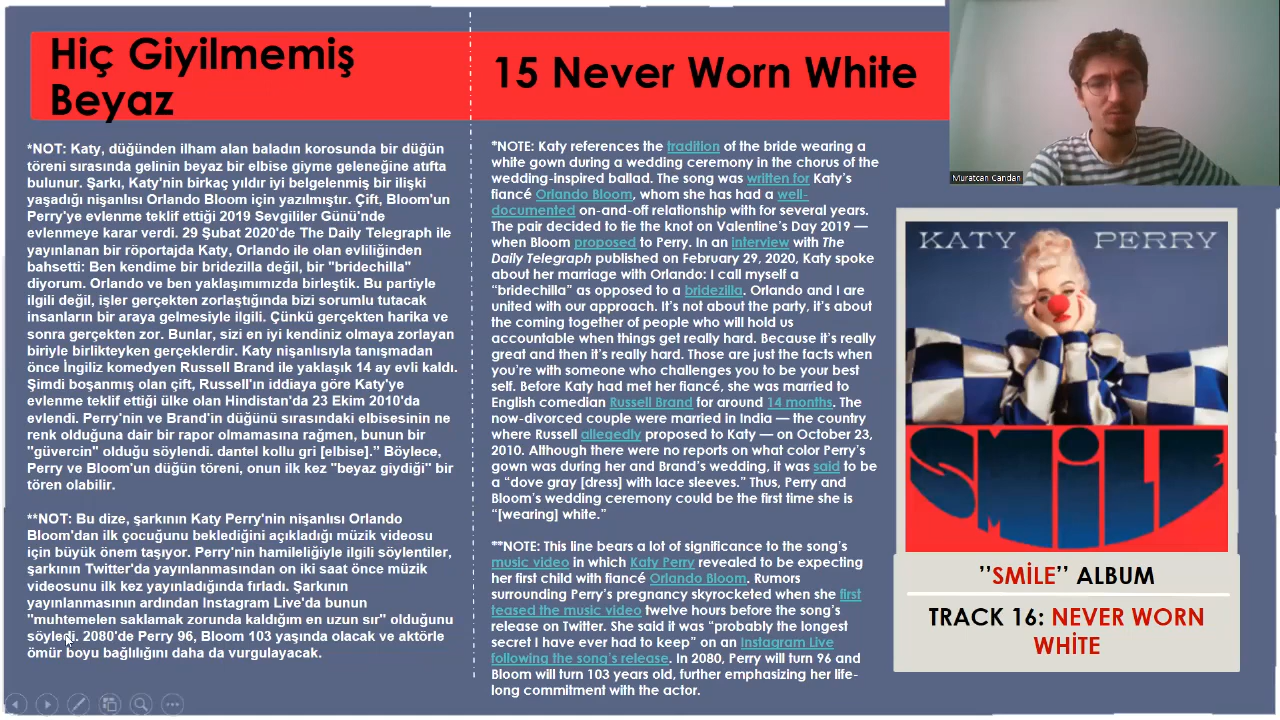 Hiç Giyilmemiş
Beyaz
15 Never Worn White
*NOT: Katy, düğünden ilham alan baladın korosunda bir düğün
töreni sırasında gelinin beyaz bir elbise giyme geleneğine atıfta
bulunur. Şarkı, Katy'nin birkaç yıldır iyi belgelenmiş bir ilişki
yaşadığı nişanlısı Orlando Bloom için yazılmıştır. Çift, Bloom'un
Perry'ye evlenme teklif ettiği 2019 Sevgililer Günü'nde
evlenmeye karar verdi. 29 Şubat 2020'de The Daily Telegraph ile
yayınlanan bir röportajda Katy, Orlando ile olan evliliğinden
bahsetti: Ben kendime bir bridezilla değil, bir "bridechilla"
diyorum. Orlando ve ben yaklaşımımızda birleştik. Bu partiyle
ilgili değil, işler gerçekten zorlaştığında bizi sorumlu tutacak
insanların bir araya gelmesiyle ilgili. Çünkü gerçekten harika ve
sonra gerçekten zor. Bunlar, sizi en iyi kendiniz olmaya zorlayan
biriyle birlikteyken gerçeklerdir. Katy nişanlısıyla tanışmadan
önce İngiliz komedyen Russell Brand ile yaklaşık 14 ay evli kaldı.
Şimdi boşanmış olan çift, Russell'ın iddiaya göre Katy'ye
evlenme teklif ettiği ülke olan Hindistan'da 23 Ekim 2010'da
evlendi. Perry'nin ve Brand'in düğünü sırasındaki elbisesinin ne
renk olduğuna dair bir rapor olmamasına rağmen, bunun bir
"güvercin" olduğu söylendi. dantel kollu gri [elbise].” Böylece,
Perry ve Bloom'un düğün töreni, onun ilk kez "beyaz giydiği" bir
tören olabilir.
**NOT: Bu dize, şarkının Katy Perry'nin nişanlısı Orlando
Bloom'dan ilk çocuğunu beklediğini açıkladığı müzik videosu
için büyük önem taşıyor. Perry'nin hamileliğiyle ilgili söylentiler,
şarkının Twitter'da yayınlanmasından on iki saat önce müzik
videosunu ilk kez yayınladığında fırladı. Şarkının
yayınlanmasının ardından Instagram Live'da bunun
"muhtemelen saklamak zorunda kaldığım en uzun sır" olduğunu
söyledi. 2080'de Perry 96, Bloom 103 yaşında olacak ve aktörle
ömür boyu bağlılığını daha da vurgulayacak.
*NOTE: Katy references the tradition of the bride wearing a
white gown during a wedding ceremony in the chorus of the
wedding-inspired ballad. The song was written for Katy’s
fiancé Orlando Bloom, whom she has had a well-
documented on-and-off relationship with for several years.
The pair decided to tie the knot on Valentine’s Day 2019 —
when Bloom proposed to Perry. In an interview with The
Daily Telegraph published on February 29, 2020, Katy spoke
about her marriage with Orlando: I call myself a
“bridechilla” as opposed to a bridezilla. Orlando and I are
united with our approach. It’s not about the party, it’s about
the coming together of people who will hold us
accountable when things get really hard. Because it’s really
great and then it’s really hard. Those are just the facts when
you’re with someone who challenges you to be your best
self. Before Katy had met her fiancé, she was married to
English comedian Russell Brand for around 14 months. The
now-divorced couple were married in India — the country
where Russell allegedly proposed to Katy — on October 23,
2010. Although there were no reports on what color Perry’s
gown was during her and Brand’s wedding, it was said to be
a “dove gray [dress] with lace sleeves.” Thus, Perry and
Bloom’s wedding ceremony could be the first time she is
“[wearing] white.”
**NOTE: This line bears a lot of significance to the song’s
music video in which Katy Perry revealed to be expecting
her first child with fiancé Orlando Bloom. Rumors
surrounding Perry’s pregnancy skyrocketed when she first
teased the music video twelve hours before the song’s
release on Twitter. She said it was “probably the longest
secret I have ever had to keep” on an Instagram Live
following the song’s release. In 2080, Perry will turn 96 and
Bloom will turn 103 years old, further emphasizing her life-
long commitment with the actor.
Muratcan Candan
KATY PERRY
SMILE
’’SMİLE’’ ALBUM
TRACK 16: NEVER WORN
WHİTE